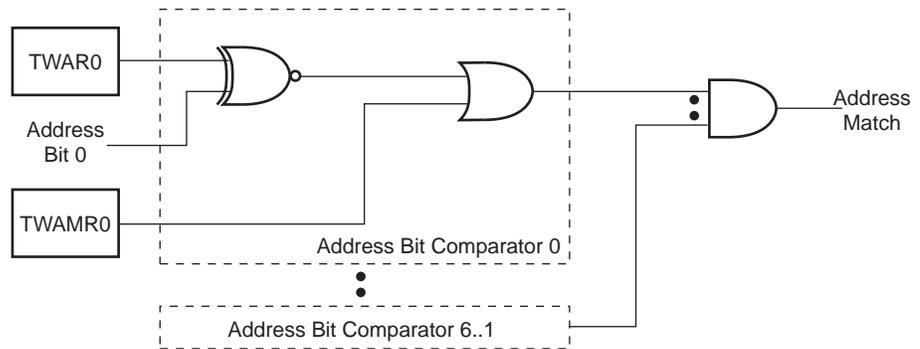 TWAR0
Address
Bit 0
Address
Match
TWAMR0
Address Bit Comparator 0
Address Bit Comparator 6..1